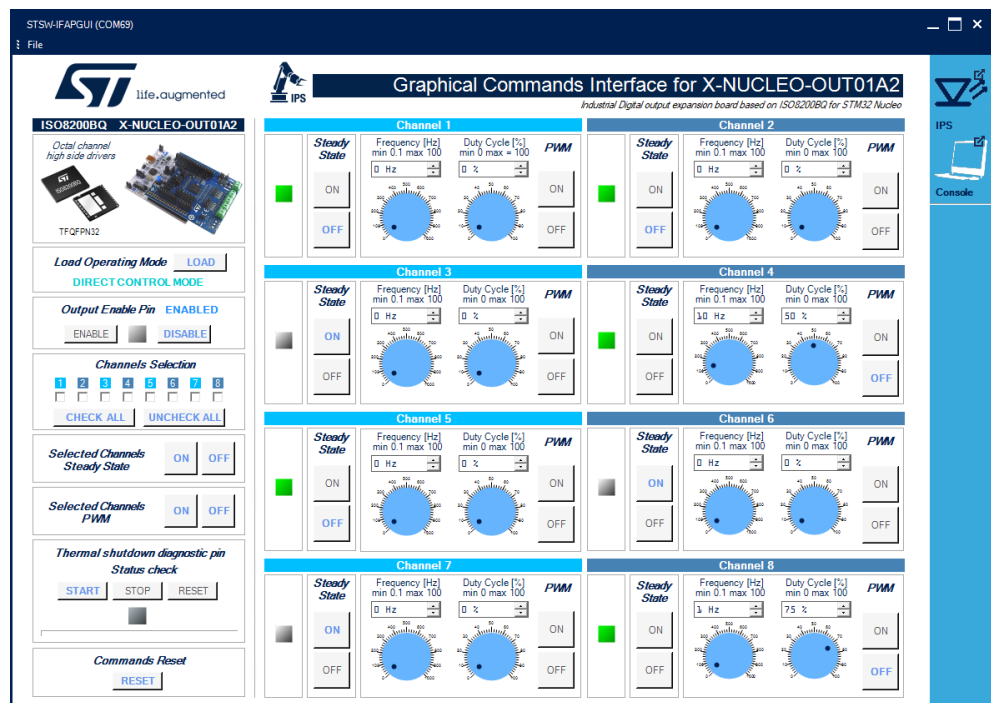 STSW-IFAPGUI (COM69)
File
life.augmented
IPS
Graphical Commands Interface for X-NUCLEO-OUT01A2
Industrial Digital output expansion board based on ISO8200BQ for STM32 Nucleo
ISO8200BQ X-NUCLEO-OUT01A2
Octal channel
high side drivers
ISO8200BQ
TFQFPN32
Load Operating Mode LOAD
DIRECT CONTROL MODE
Output Enable Pin ENABLED
ENABLE DISABLE
Channels Selection
1 2 3 4 5 6 7 8
CHECK ALL UNCHECK ALL
Selected Channels
Steady State
ON OFF
Selected Channels
PWM
ON OFF
Thermal shutdown diagnostic pin
Status check
START STOP RESET
Commands Reset
RESET
Channel 1
Steady
State
ON
OFF
Frequency [Hz]
min 0.1 max 100
0 Hz
Duty Cycle [%]
min 0 max = 100
0 %
PWM
ON
OFF
Channel 2
Steady
State
ON
OFF
Frequency [Hz]
min 0.1 max 100
0 Hz
Duty Cycle [%]
min 0 max 100
0 %
PWM
ON
OFF
Channel 3
Steady
State
ON
OFF
Frequency [Hz]
min 0.1 max 100
0 Hz
Duty Cycle [%]
min 0 max 100
0 %
PWM
ON
OFF
Channel 4
Steady
State
ON
OFF
Frequency [Hz]
min 0.1 max 100
10 Hz
Duty Cycle [%]
min 0 max 100
50 %
PWM
ON
OFF
Channel 5
Steady
State
ON
OFF
Frequency [Hz]
min 0.1 max 100
0 Hz
Duty Cycle [%]
min 0 max 100
0 %
PWM
ON
OFF
Channel 6
Steady
State
ON
OFF
Frequency [Hz]
min 0.1 max 100
0 Hz
Duty Cycle [%]
min 0 max 100
0 %
PWM
ON
OFF
Channel 7
Steady
State
ON
OFF
Frequency [Hz]
min 0.1 max 100
0 Hz
Duty Cycle [%]
min 0 max 100
0 %
PWM
ON
OFF
Channel 8
Steady
State
ON
OFF
Frequency [Hz]
min 0.1 max 100
1 Hz
Duty Cycle [%]
min 0 max 100
75 %
PWM
ON
OFF
IPS
Console